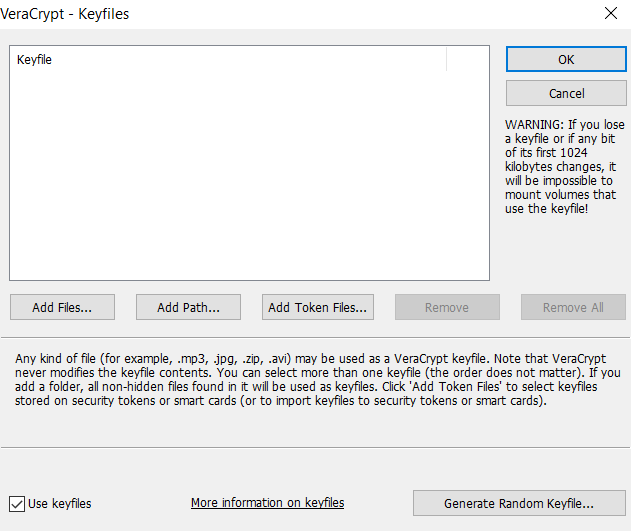 VeraCrypt - Keyfiles
Keyfile
OK
Cancel
WARNING: If you lose
a keyfile or if any bit
of its first 1024
kilobytes changes, it
will be impossible to
mount volumes that
use the keyfile!
Add Files...
Add Path...
Add Token Files...
Remove
Remove All
Any kind of file (for example, .mp3, .jpg, .zip, .avi) may be used as a VeraCrypt keyfile. Note that VeraCrypt
never modifies the keyfile contents. You can select more than one keyfile (the order does not matter). If you
add a folder, all non-hidden files found in it will be used as keyfiles. Click 'Add Token Files' to select keyfiles
stored on security tokens or smart cards (or to import keyfiles to security tokens or smart cards).
Use keyfiles
More information on keyfiles
Generate Random Keyfile...